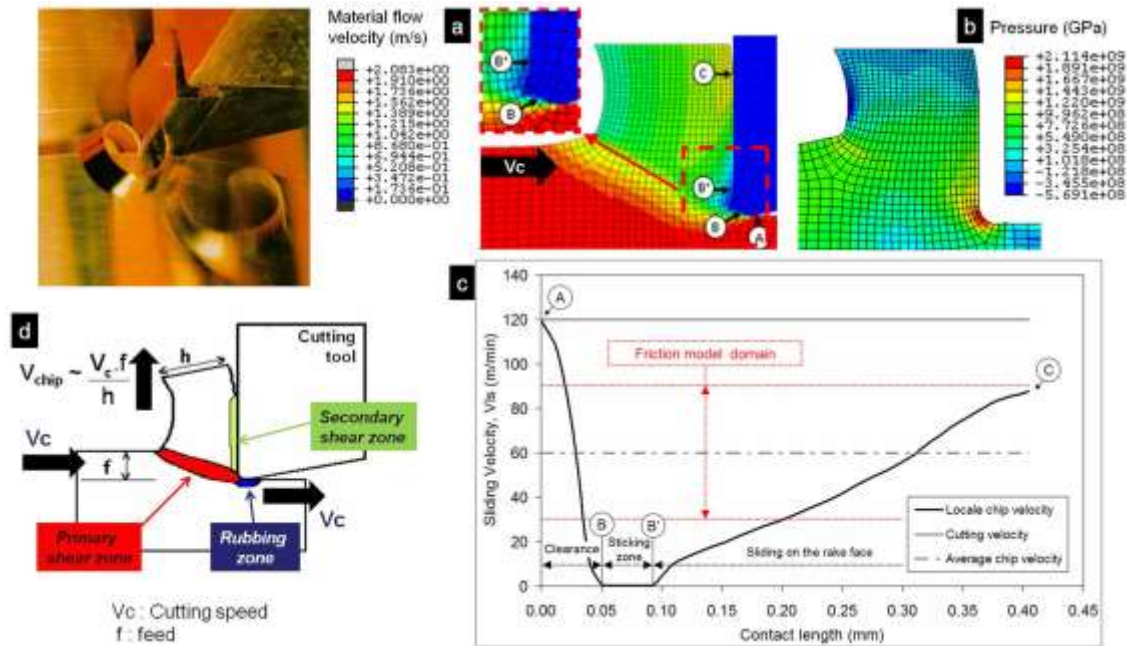 Material flow
velocity (m/s)
+2.083e+00
+1.910e+00
+1.736e+00
+1.562e+00
+1.389e+00
+1.215e+00
+1.042e+00
+8.680e-01
+6.944e-01
+5.208e-01
+3.472e-01
+1.736e-01
+0.000e+00
a
B'
B
C
Vc
B'
B
A
b
Pressure (GPa)
+2.114e+09
+1.891e+09
+1.667e+09
+1.443e+09
+1.220e+09
+9.962e+08
+7.726e+08
+5.490e+08
+3.254e+08
+1.018e+08
-1.218e+08
-3.455e+08
-5.691e+08
d
Cutting
tool
h
Vchip ~ Vc.f
h
Secondary
shear zone
Vc
f
Vc
Primary
shear zone
Rubbing
zone
Vc : Cutting speed
f : feed
c
Sliding Velocity, Vls (m/min)
140
120
100
80
60
40
20
0
A
Friction model domain
C
B
B'
Clearance
Sticking
zone
Sliding on the rake face
Locale chip velocity
Cutting velocity
Average chip velocity
0.00 0.05 0.10 0.15 0.20 0.25 0.30 0.35 0.40 0.45
Contact length (mm)